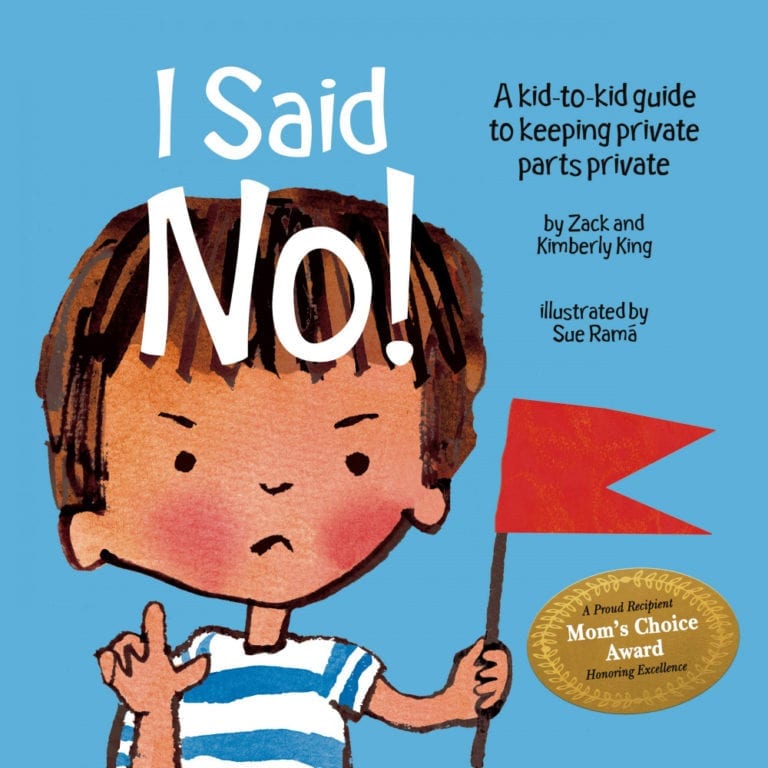 I Said
No!
A kid-to-kid guide
to keeping private
parts private
by Zack and
Kimberly King
illustrated by
Sue Ramá
A Proud Recipient
Mom's Choice
Award
Honoring Excellence